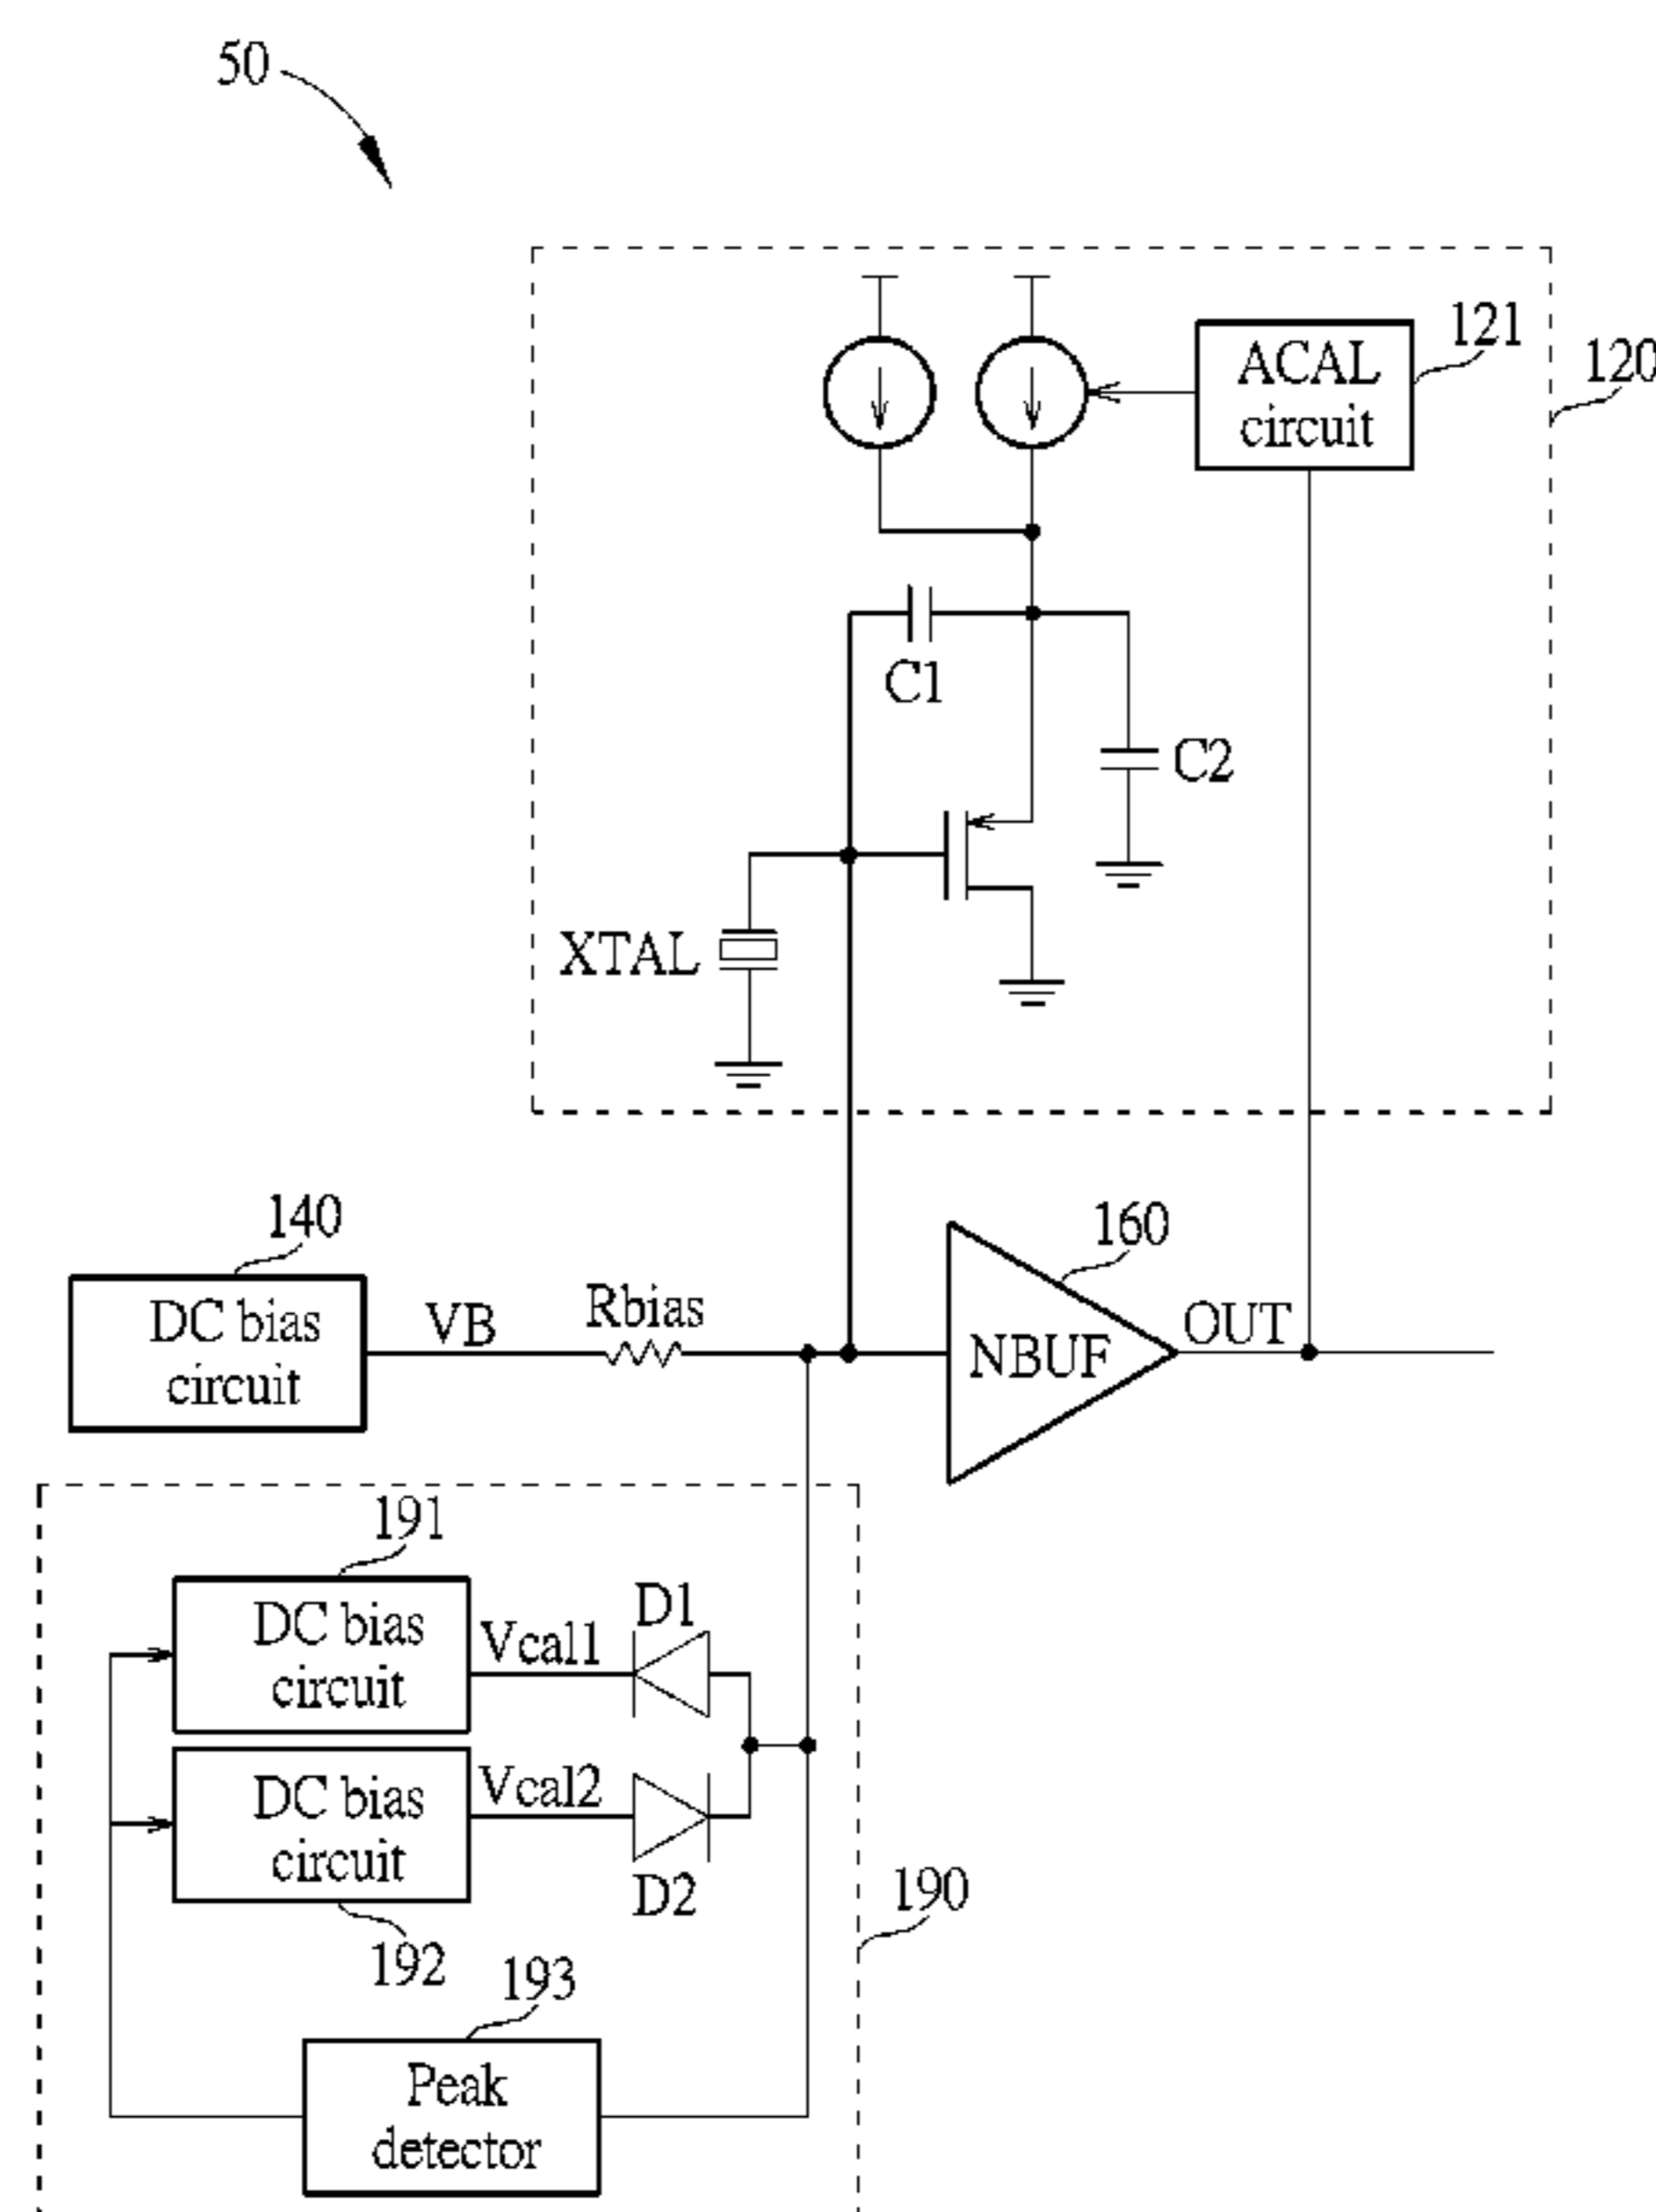 50
121
ACAL
circuit
120
C1
C2
XTAL
140
160
DC bias
circuit
VB
Rbias
NBUF
OUT
191
DC bias
circuit
Vcal1
D1
DC bias
circuit
Vcal2
D2
190
192
193
Peak
detector